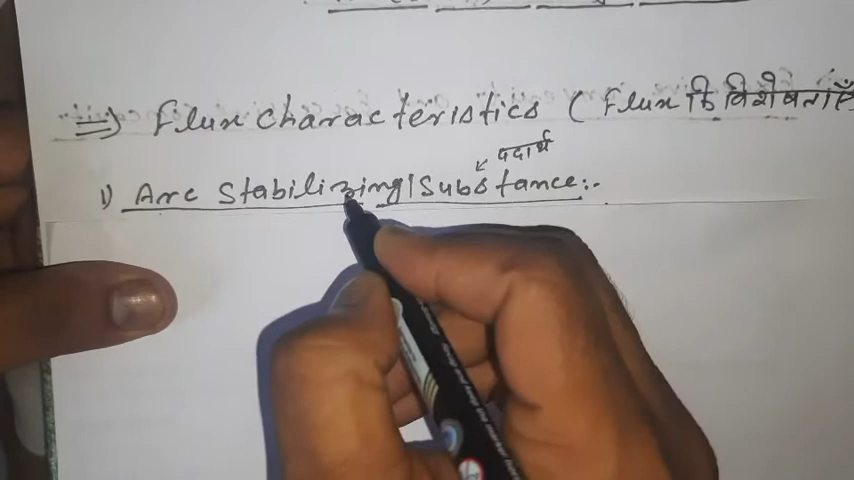 => Flux characteristics ( Flux कि विशेषताएँ
पदार्थ
1) Arc Stabilizing|Substance:-